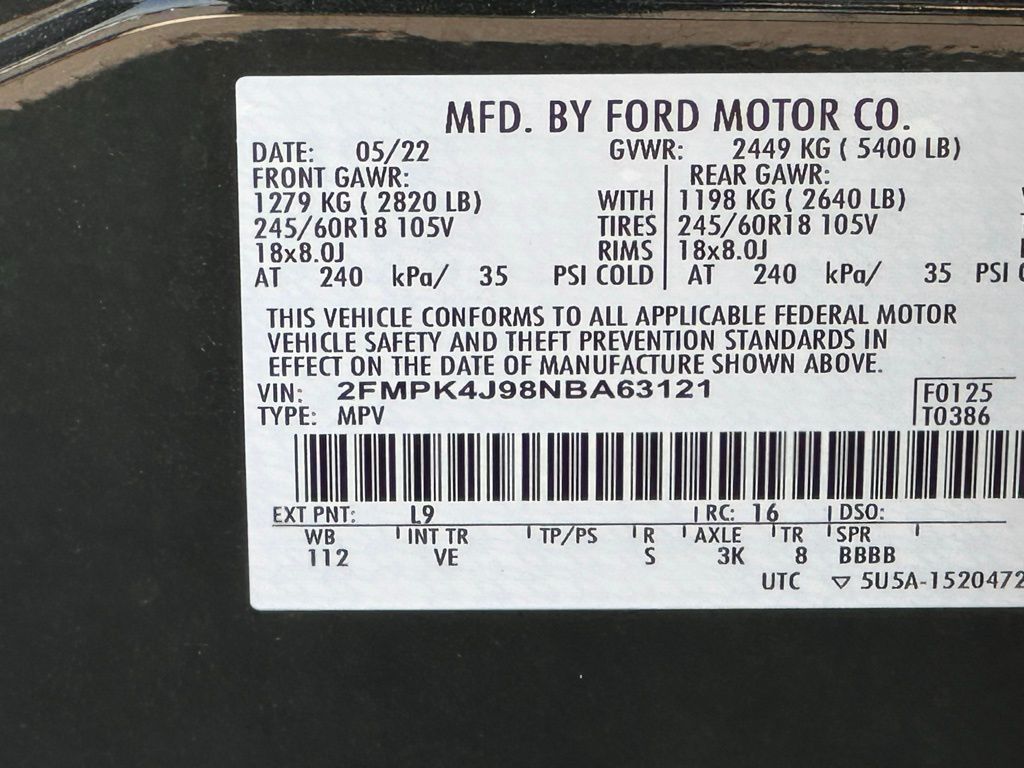 MFD. BY FORD MOTOR CO.
DATE: 05/22 GVWR: 2449 KG ( 5400 LB)
FRONT GAWR: REAR GAWR:
1279 KG ( 2820 LB) WITH 1198 KG ( 2640 LB)
245/60R18 105V TIRES 245/60R18 105V
18x8.0J RIMS 18x8.0J
AT 240 kPa/ 35 PSI COLD AT 240 kPa/ 35 PSI
THIS VEHICLE CONFORMS TO ALL APPLICABLE FEDERAL MOTOR
VEHICLE SAFETY AND THEFT PREVENTION STANDARDS IN
EFFECT ON THE DATE OF MANUFACTURE SHOWN ABOVE.
VIN: 2FMPK4J98NBA63121 F0125
TYPE: MPV T0386
EXT PNT: L9 RC: 16 DSO:
WB INT TR TP/PS R AXLE TR SPR
112 VE S 3K 8 BBBB
UTC ▽ 5U5A-1520472